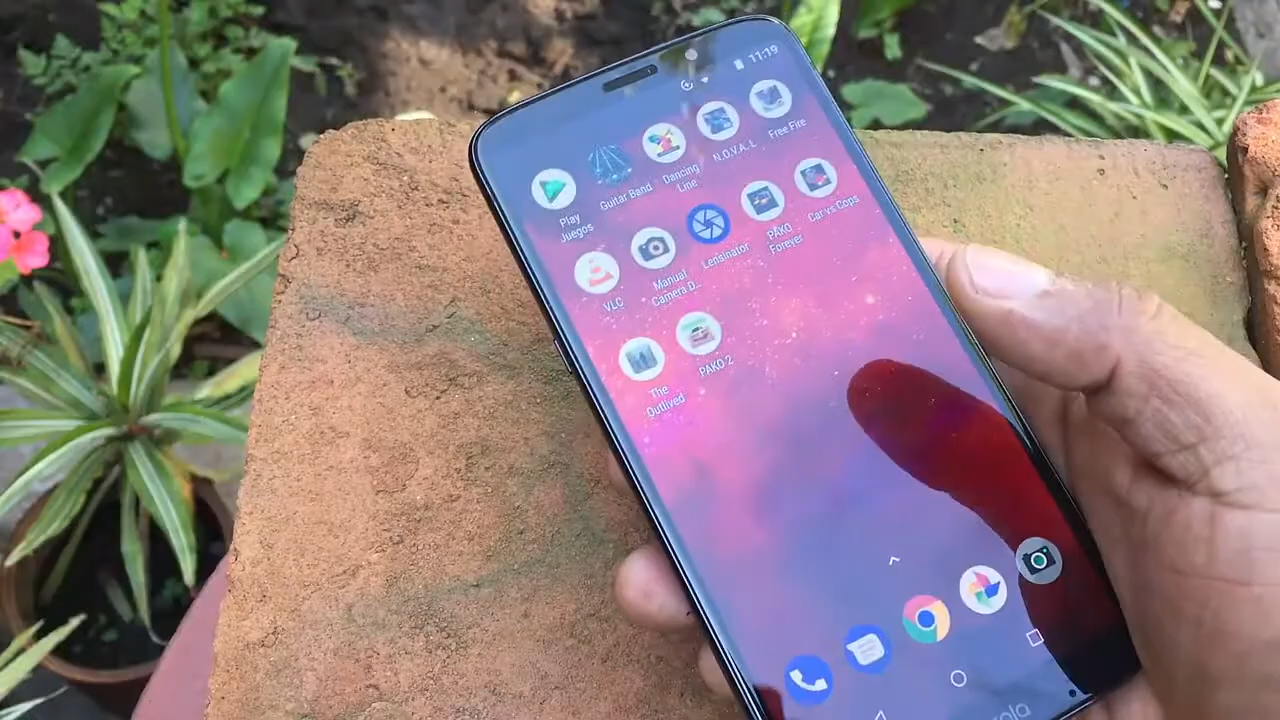 11:19
Play
Juegos
Guitar Band
Dancing
Line
N.O.V.A. L
Free Fire
VLC
Manual
Camera D..
Lensinator
PAKO
Forever
Car vs Cops
The
Outlived
PAKO 2